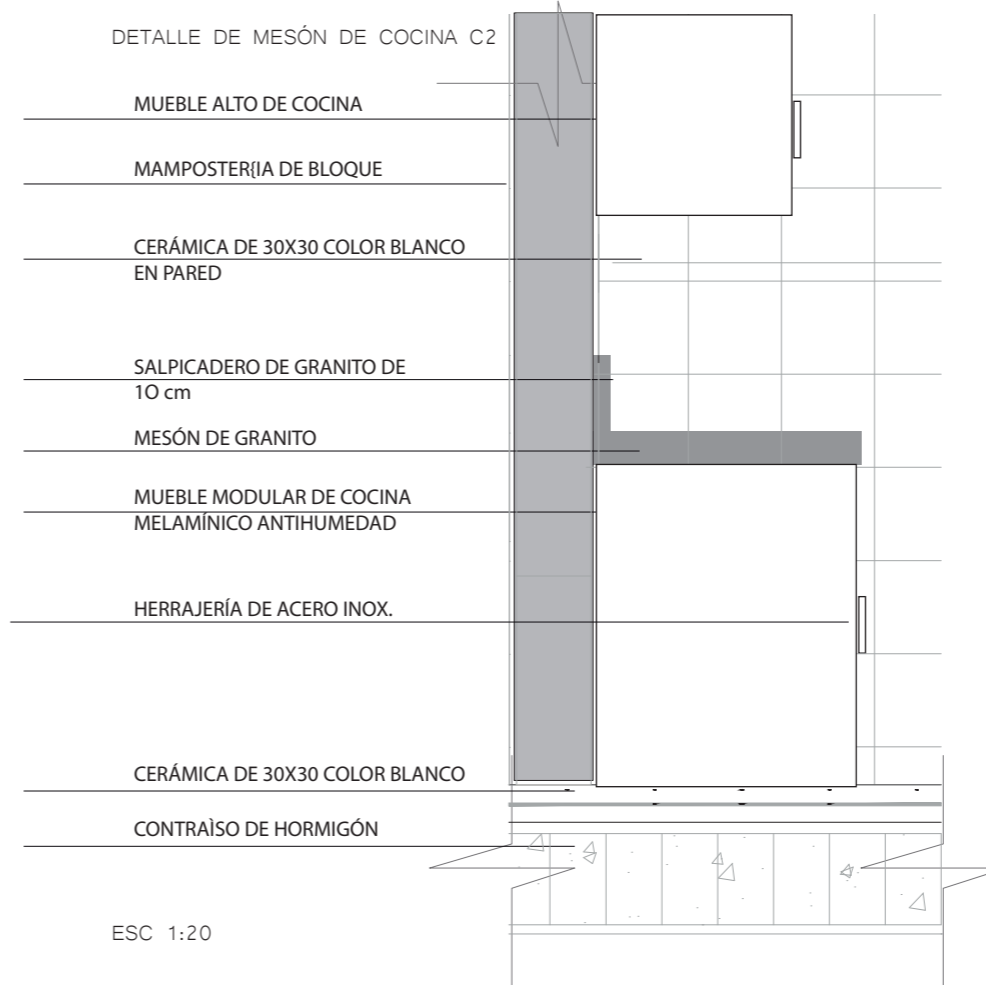 DETALLE DE MESÓN DE COCINA C2
MUEBLE ALTO DE COCINA
MAMPOSTER{IA DE BLOQUE
CERÁMICA DE 30X30 COLOR BLANCO
EN PARED
SALPICADERO DE GRANITO DE
1O cm
MESÓN DE GRANITO
MUEBLE MODULAR DE COCINA
MELAMÍNICO ANTIHUMEDAD
HERRAJERÍA DE ACERO INOX.
CERÁMICA DE 30X30 COLOR BLANCO
CONTRAÌSO DE HORMIGÓN
ESC 1:20